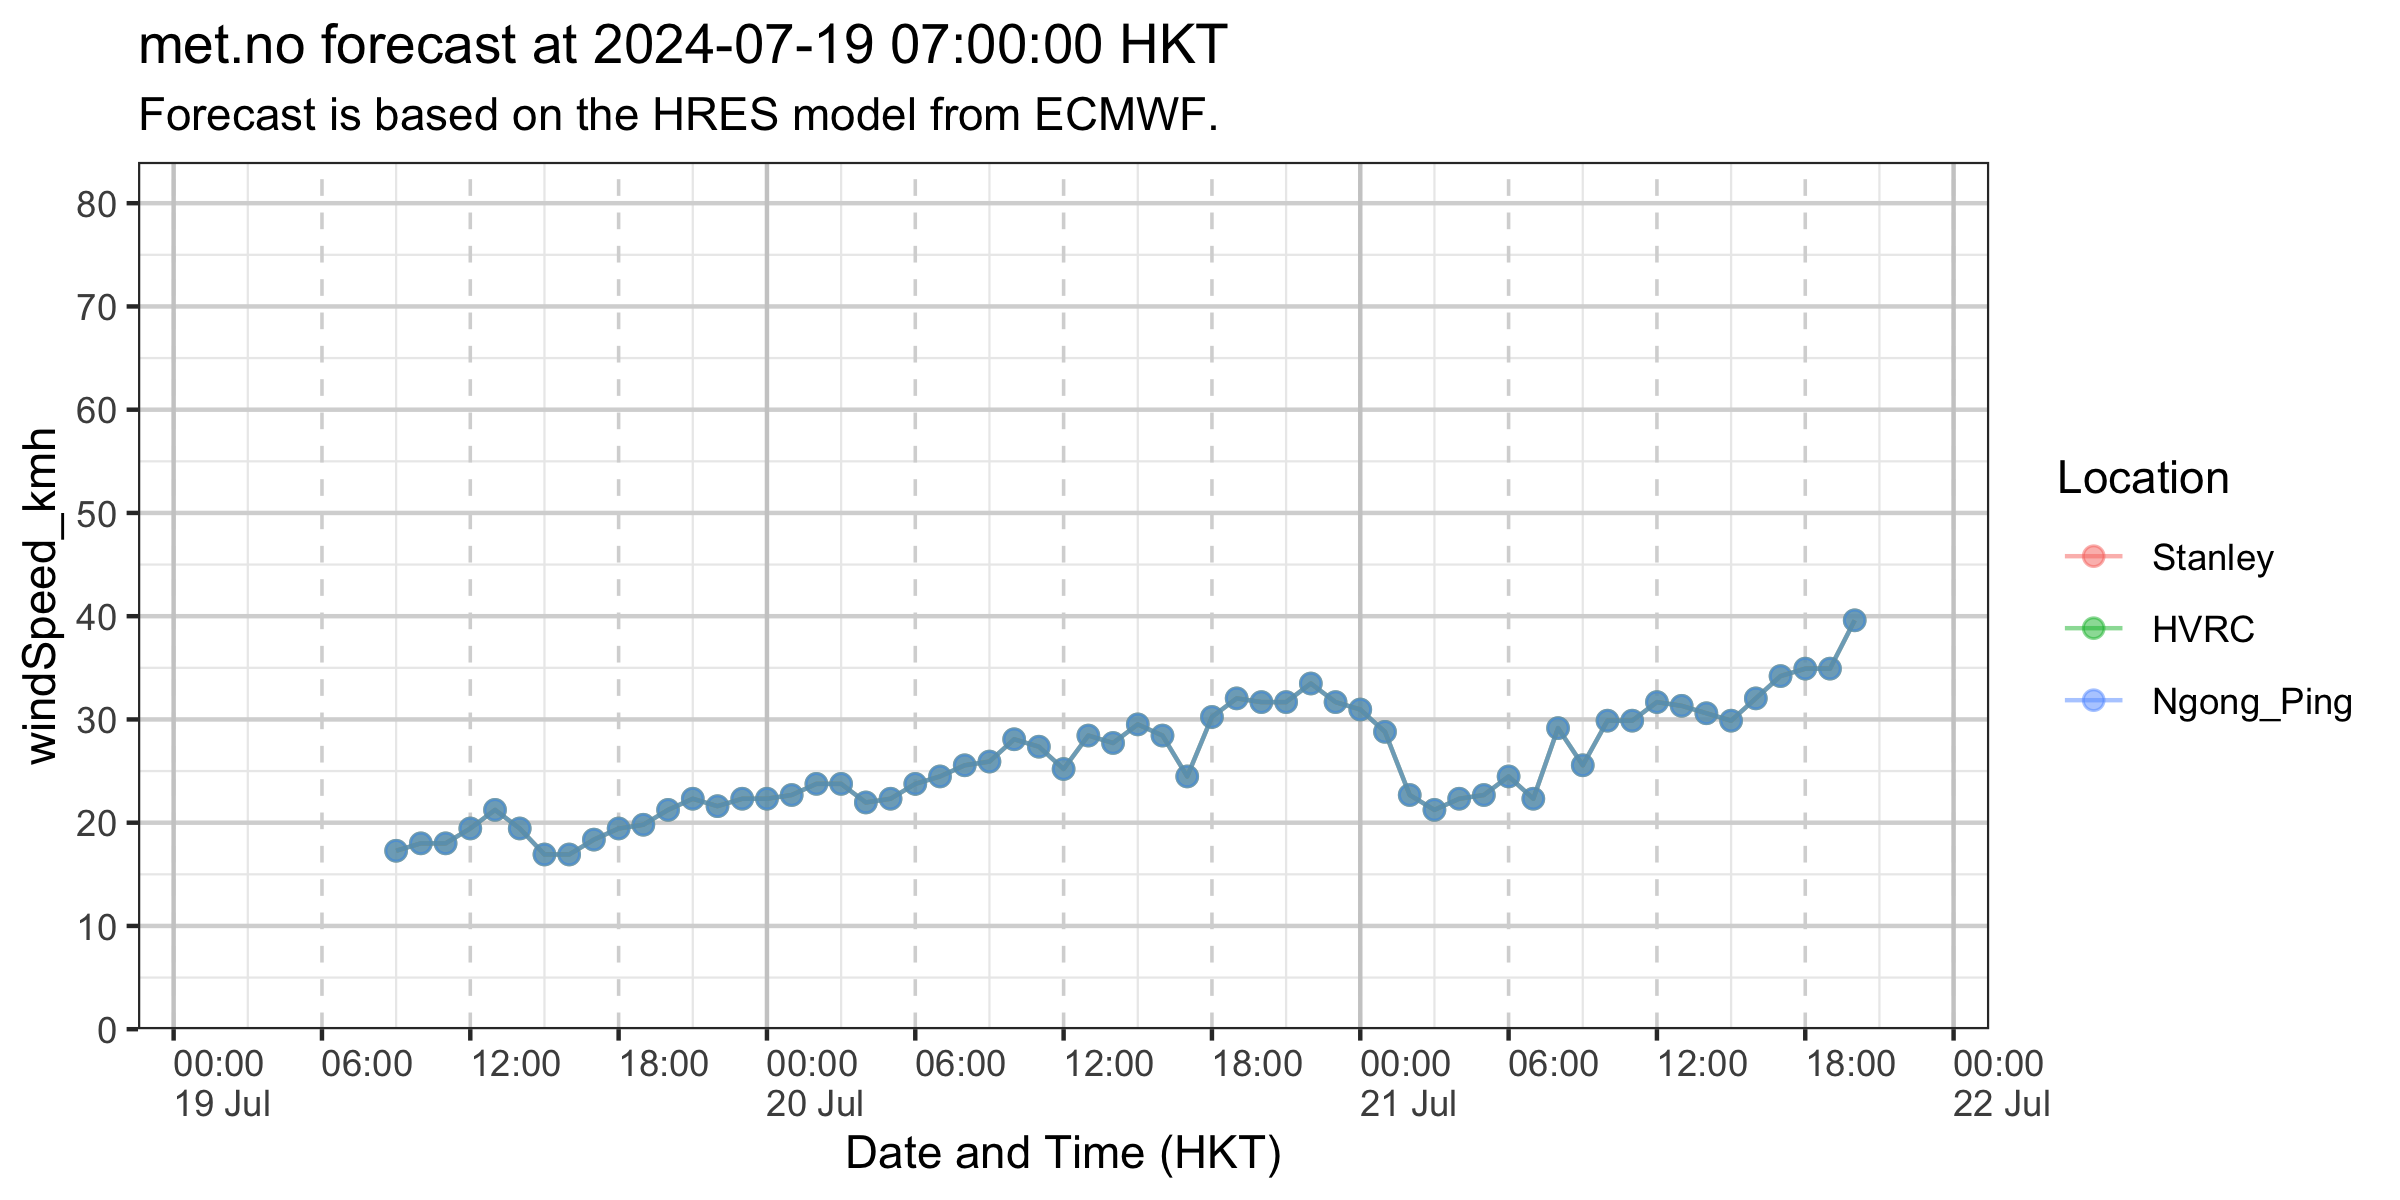 met.no forecast at 2024-07-19 07:00:00 HKT
Forecast is based on the HRES model from ECMWF.
windSpeed_kmh
80
70
60
50
40
30
20
10
0
00:00 06:00 12:00 18:00 00:00 06:00 12:00 18:00 00:00 06:00 12:00 18:00 00:00
19 Jul 20 Jul 21 Jul 22 Jul
Date and Time (HKT)
Location
Stanley
HVRC
Ngong_Ping